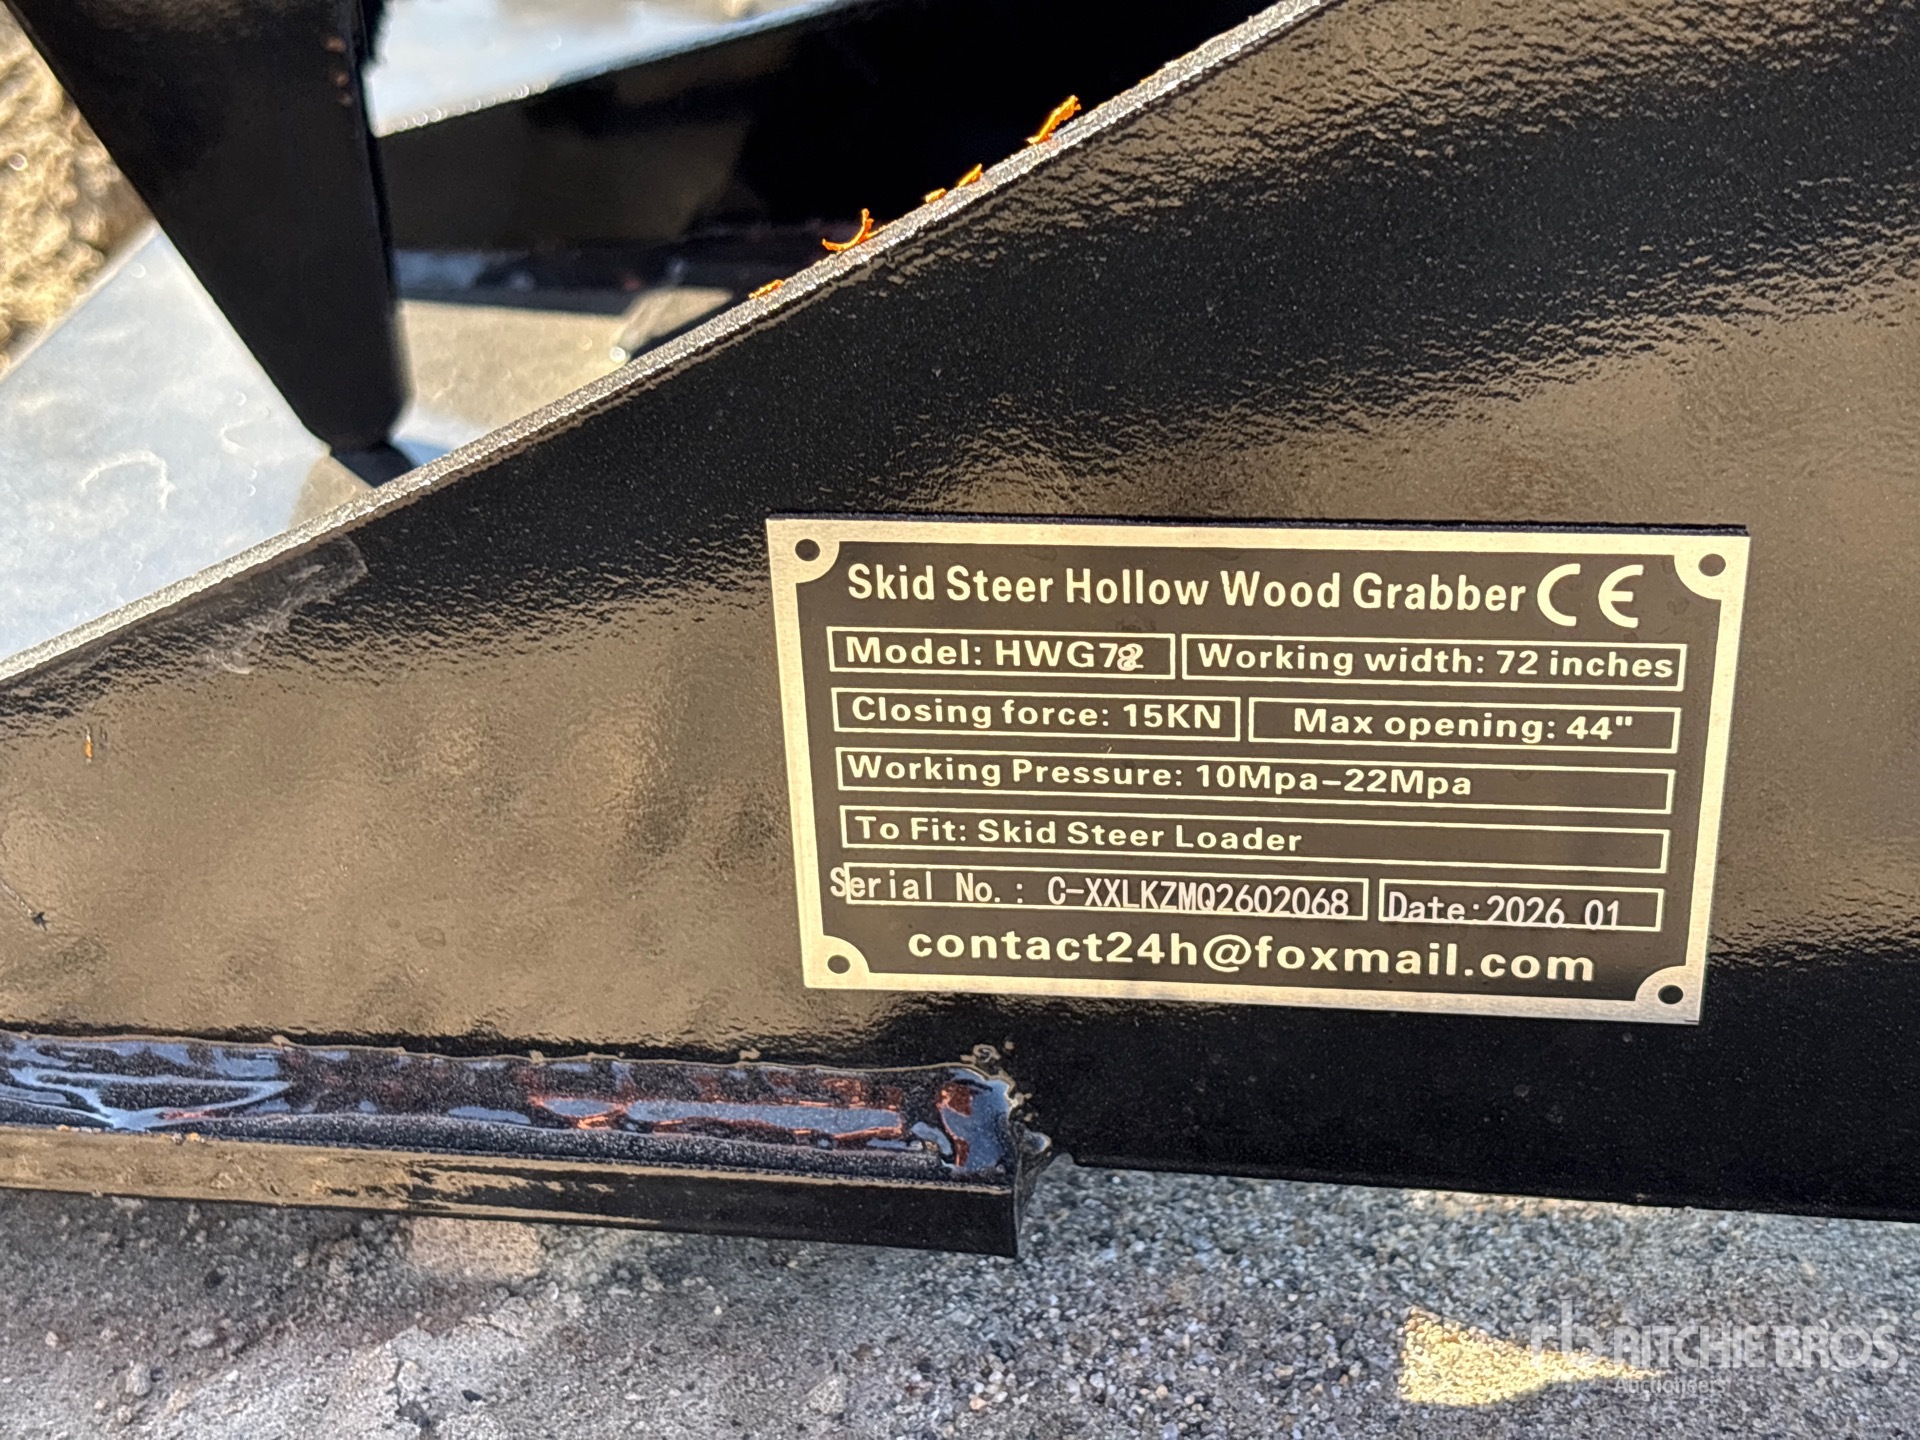 Skid Steer Hollow Wood Grabber CE
Model: HWG72 Working width: 72 inches
Closing force: 15KN Max opening: 44"
Working Pressure: 10Mpa-22Mpa
To Fit: Skid Steer Loader
Serial No.: C-XXLKZMQ2602068 Date:2026.01
contact24h@foxmail.com
rb RITCHIE BROS.
Auctioneers